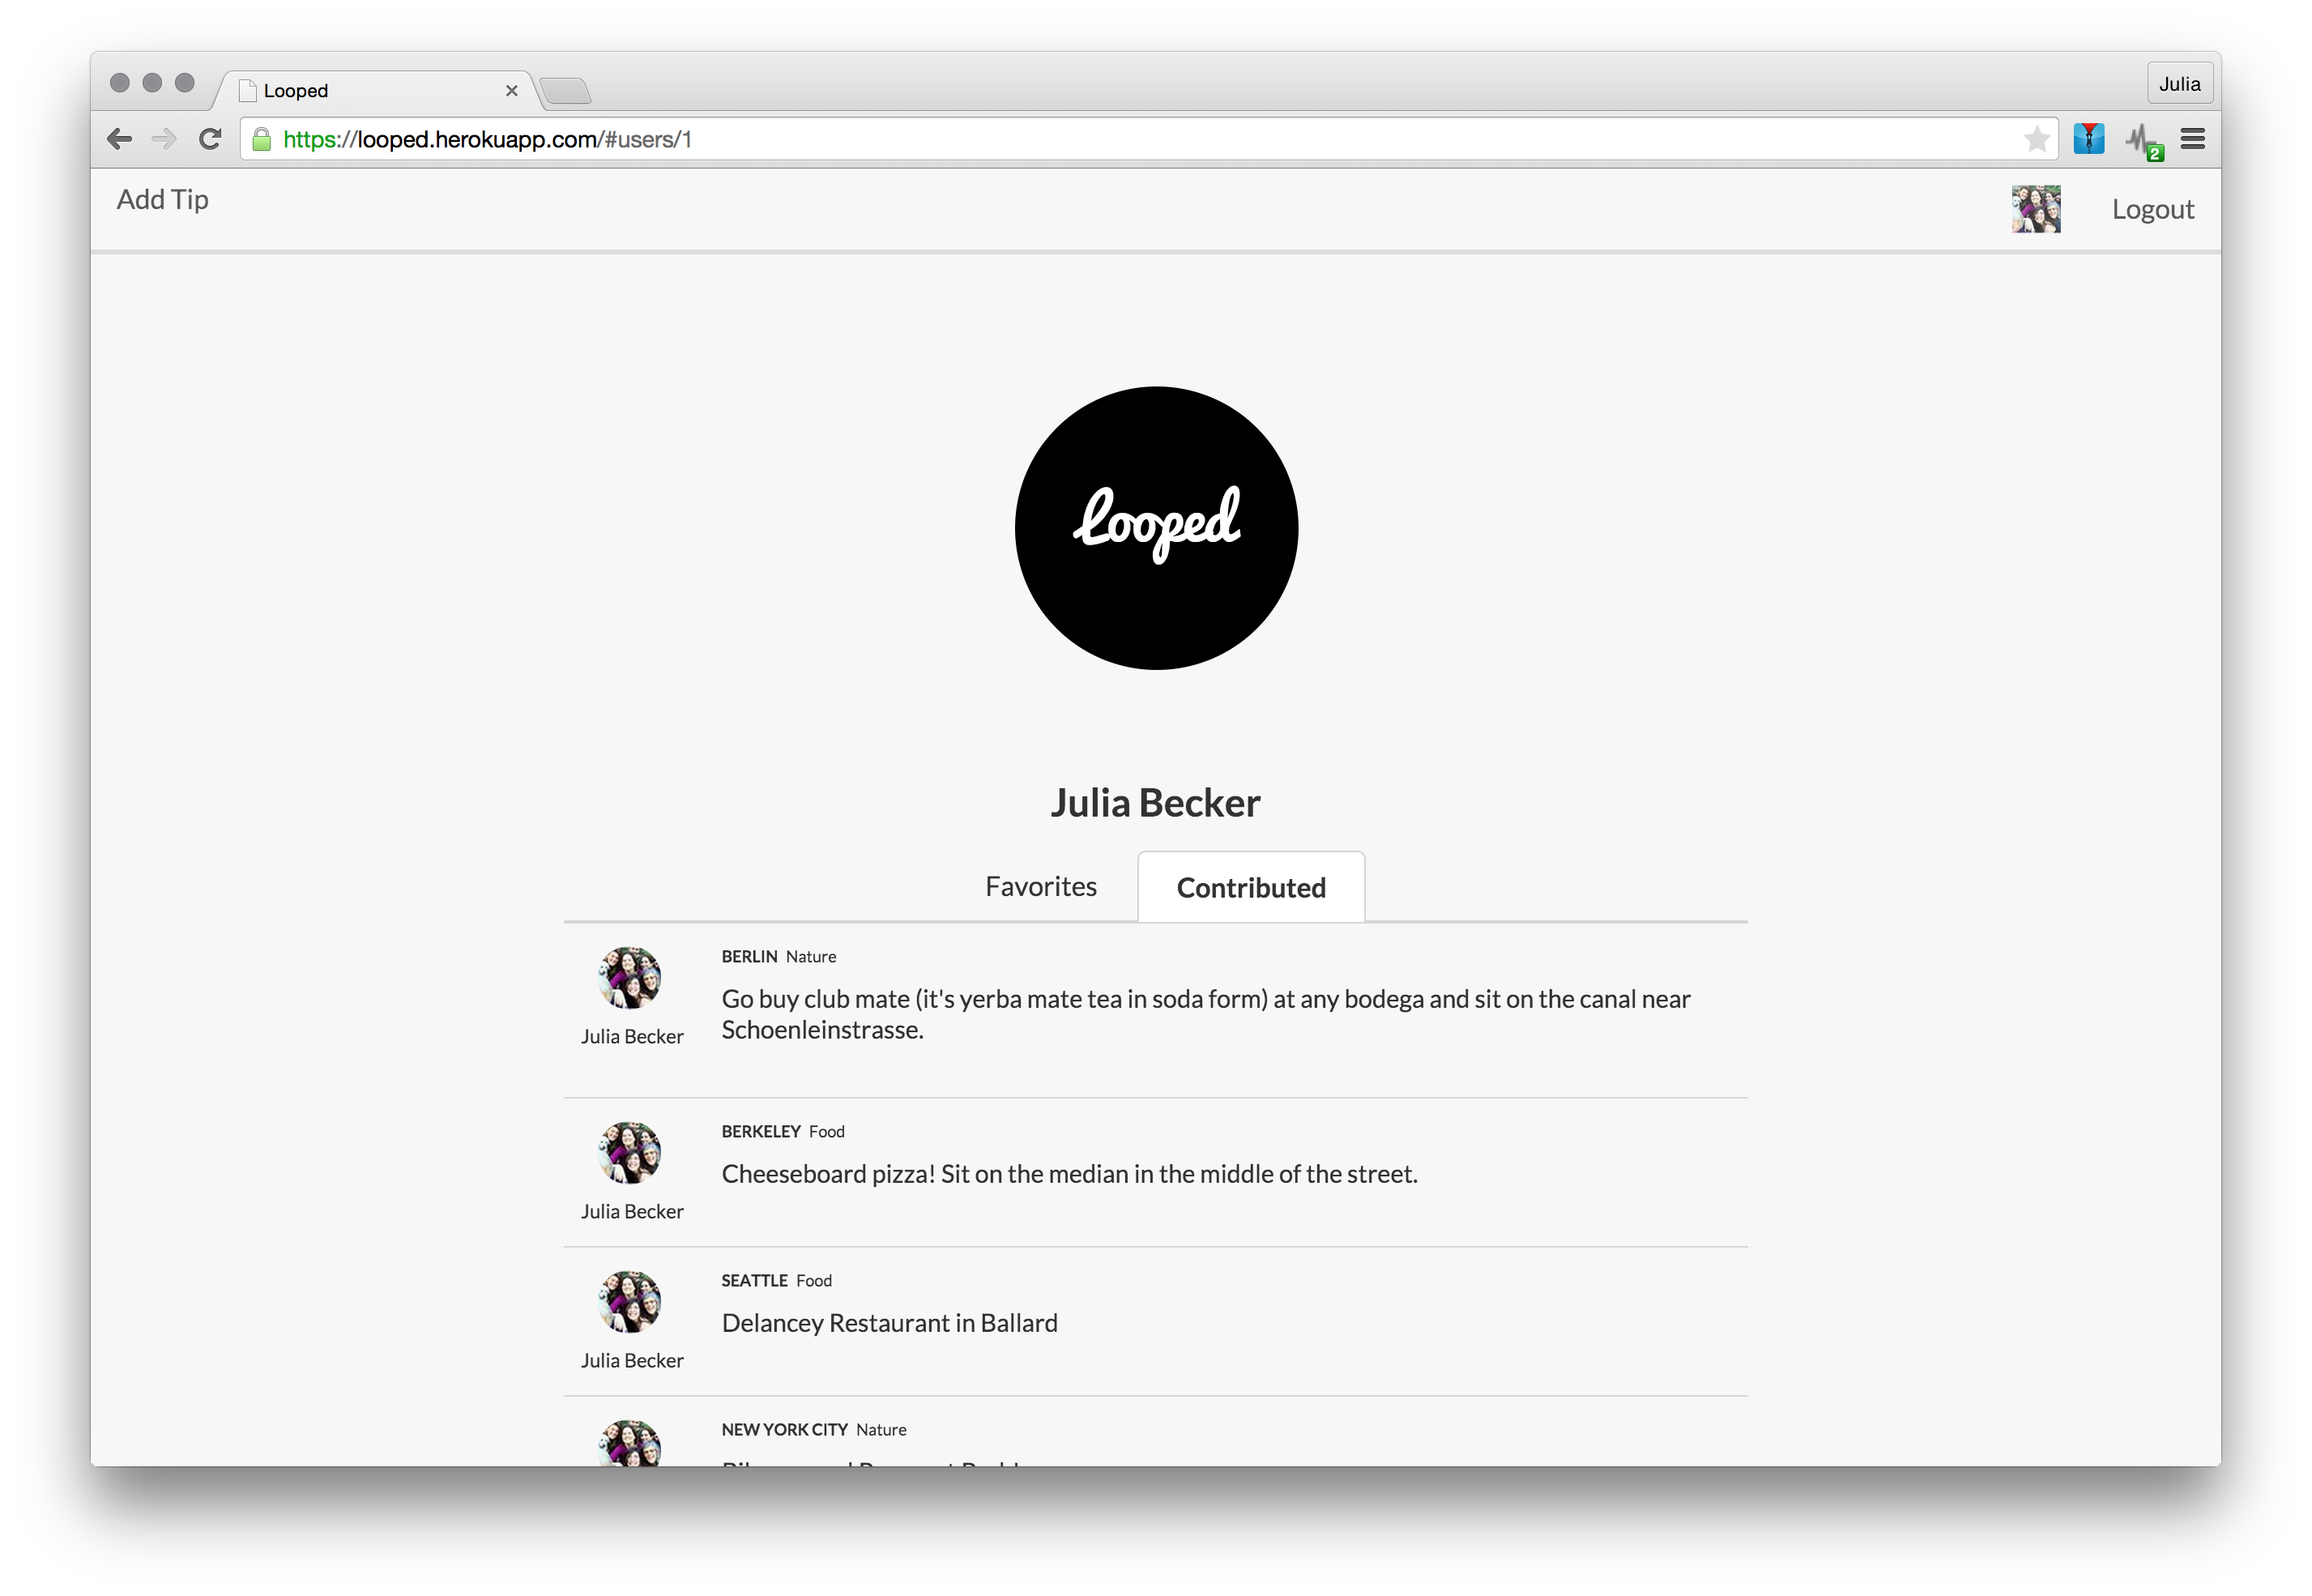 Looped
Julia
https://looped.herokuapp.com/#users/1
2
Add Tip
Logout
Looped
Julia Becker
Favorites
Contributed
BERLIN Nature
Go buy club mate (it's yerba mate tea in soda form) at any bodega and sit on the canal near
Schoenleinstrasse.
Julia Becker
BERKELEY Food
Cheeseboard pizza! Sit on the median in the middle of the street.
Julia Becker
SEATTLE Food
Delancey Restaurant in Ballard
Julia Becker
NEW YORK CITY Nature